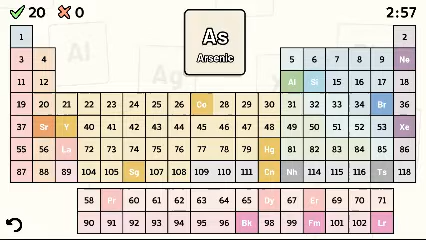 20 0 2:57
As
Arsenic
1 2
3 4 5 6 7 8 9 Ne
11 12 Al Si 15 16 17 18
19 20 21 22 23 24 25 26 Co 28 29 30 31 32 33 34 Br 36
37 Sr Y 40 41 42 43 44 45 46 47 48 49 50 51 52 53 Xe
55 56 La 72 73 74 75 76 77 78 79 Hg 81 82 83 84 85 86
87 88 89 104 105 Sg 107 108 109 110 111 Cn Nh 114 115 116 Ts 118
58 Pr 60 61 62 63 64 65 Dy 67 Er 69 70 71
90 91 92 93 94 95 96 Bk 98 99 Fm 101 102 Lr